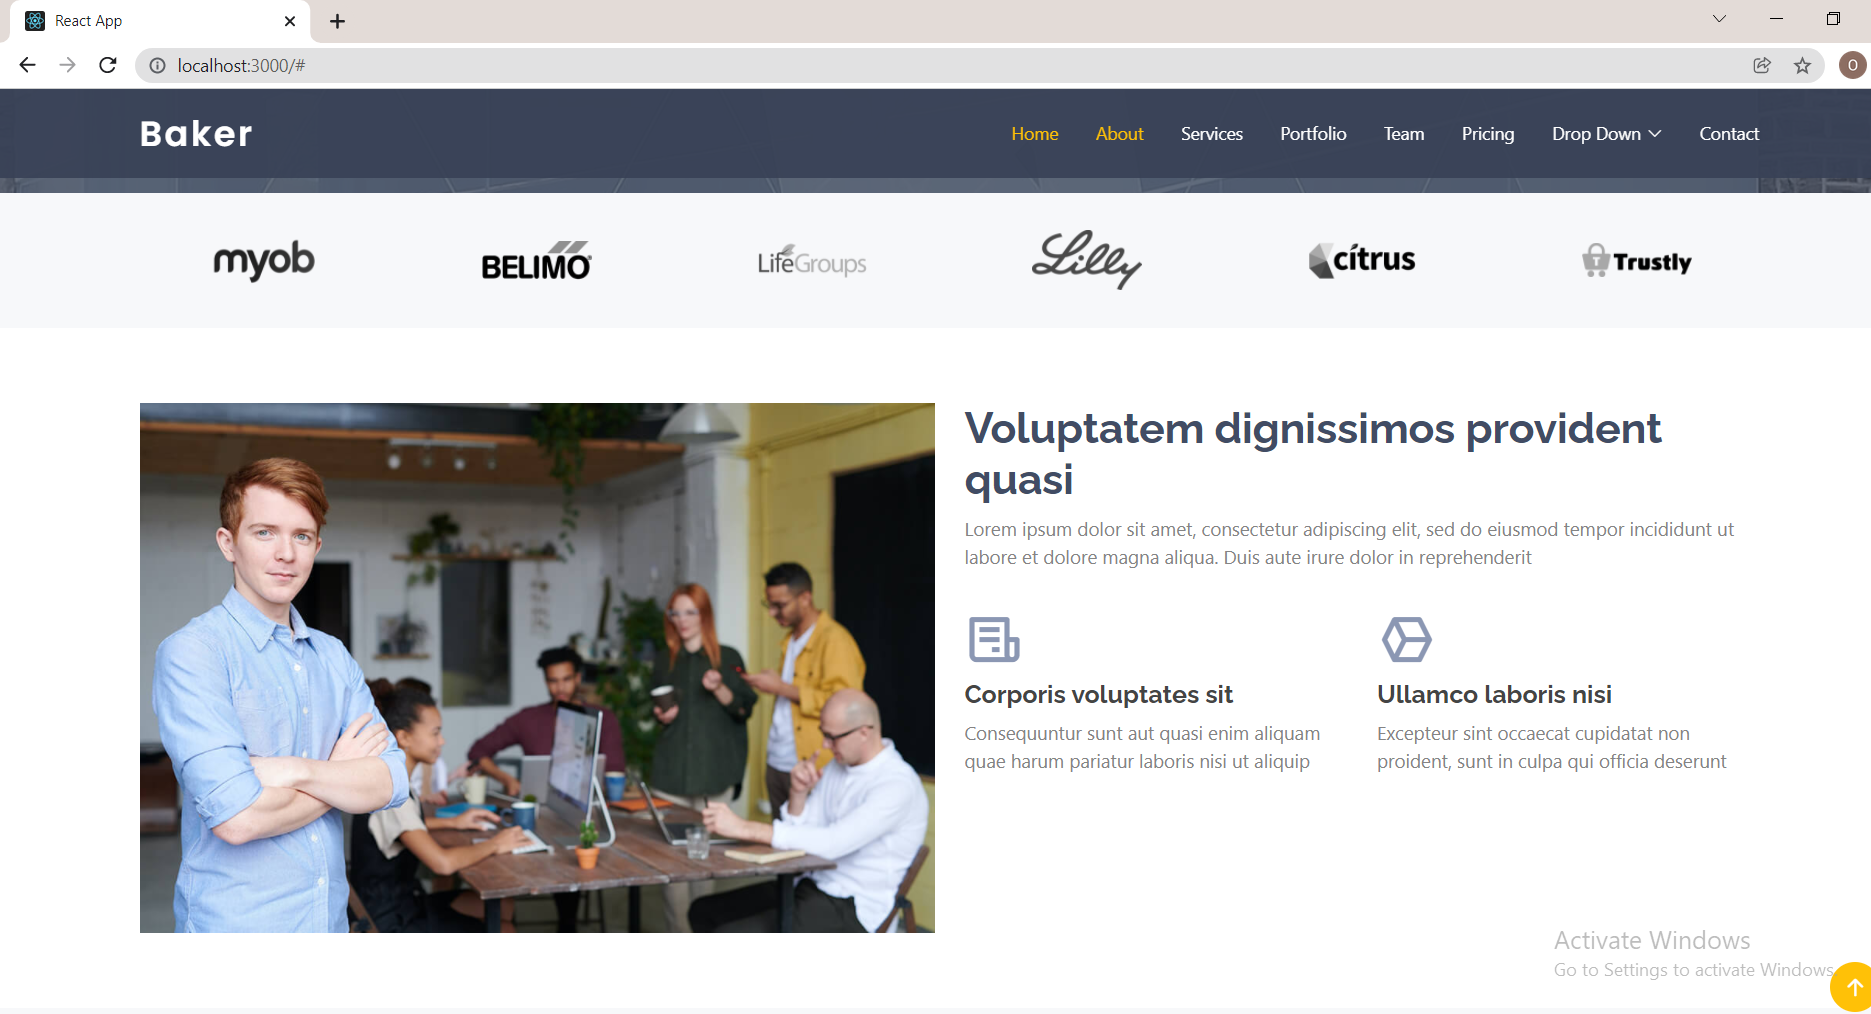 React App
localhost:3000/#
O
Baker
Home About Services Portfolio Team Pricing Drop Down Contact
myob BELIMO LifeGroups Lilly citrus T Trustly
Voluptatem dignissimos provident
quasi
Lorem ipsum dolor sit amet, consectetur adipiscing elit, sed do eiusmod tempor incididunt ut
labore et dolore magna aliqua. Duis aute irure dolor in reprehenderit
Corporis voluptates sit
Consequuntur sunt aut quasi enim aliquam
quae harum pariatur laboris nisi ut aliquip
Ullamco laboris nisi
Excepteur sint occaecat cupidatat non
proident, sunt in culpa qui officia deserunt
Activate Windows
Go to Settings to activate Windows.